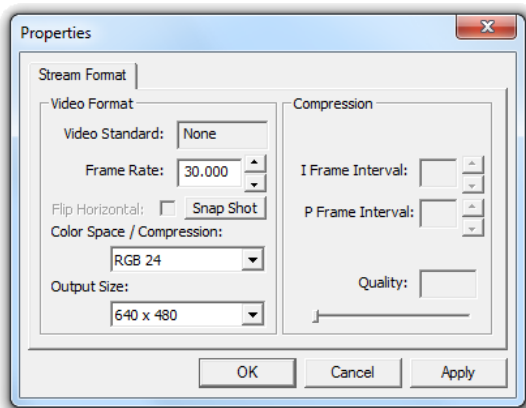 Properties
Stream Format
Video Format
Video Standard: None
Frame Rate: 30.000
Flip Horizontal: Snap Shot
Color Space / Compression:
RGB 24
Output Size:
640 x 480
Compression
I Frame Interval:
P Frame Interval:
Quality:
OK Cancel Apply